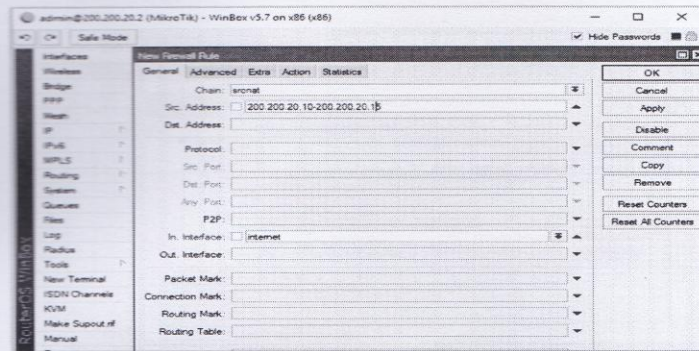 admin@200.200.20.2 (MikroTik) - WinBox v5.7 on x86 (x86)
Safe Mode
Hide Passwords
Interfaces
Wireless
Bridge
PPP
Mesh
IP
IPv6
MPLS
Routing
System
Queues
Files
Log
Radius
Tools
New Terminal
ISDN Channels
KVM
Make Supout.rif
Manual
RouterOS WinBox
New Firewall Rule
General Advanced Extra Action Statistics
Chain: srcnat
Src. Address: 200.200.20.10-200.200.20.15
Dst. Address:
Protocol:
Src. Port:
Dst. Port:
Any. Port:
P2P:
In. Interface: internet
Out. Interface:
Packet Mark:
Connection Mark:
Routing Mark:
Routing Table:
OK
Cancel
Apply
Disable
Comment
Copy
Remove
Reset Counters
Reset All Counters